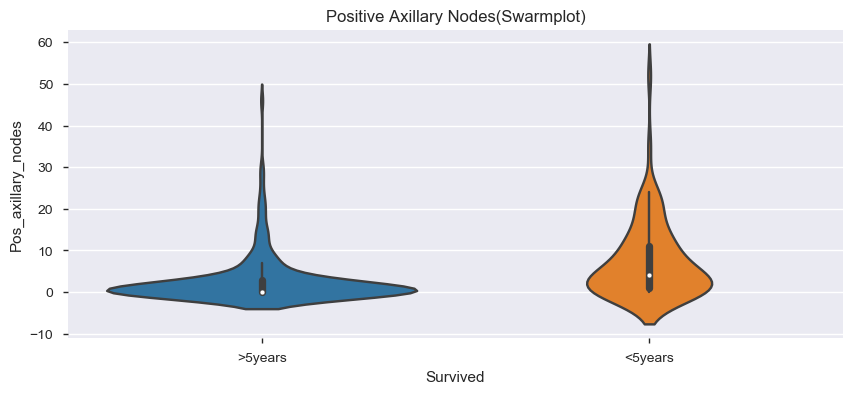 Positive Axillary Nodes(Swarmplot)
60
50
40
30
20
10
0
−10
Pos_axillary_nodes
>5years
<5years
Survived